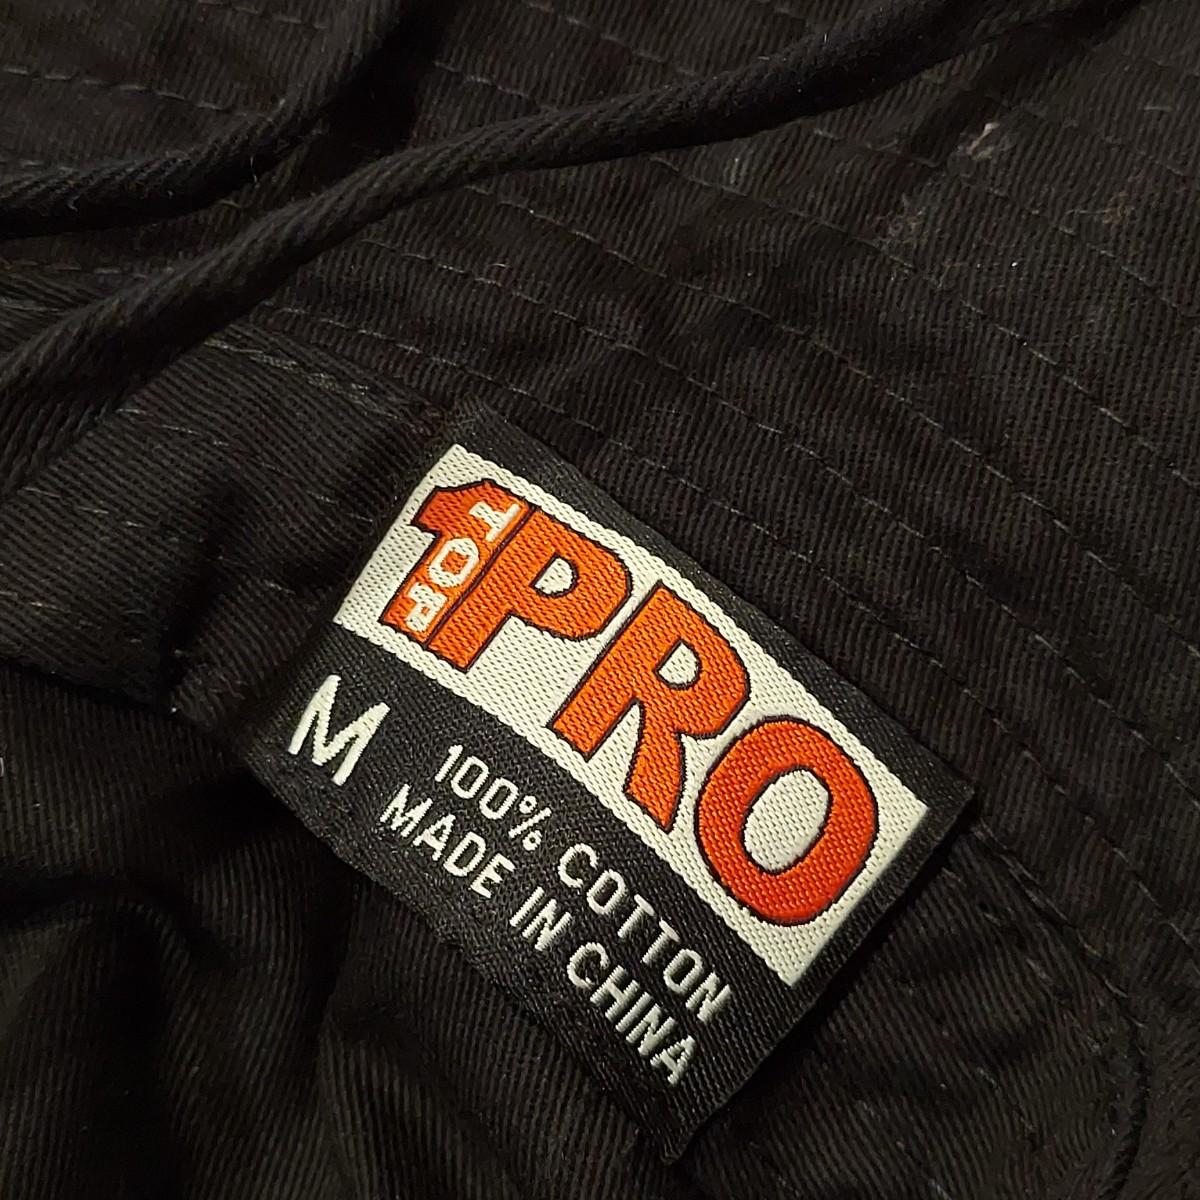 1 TOP PRO
M
100% COTTON
MADE IN CHINA